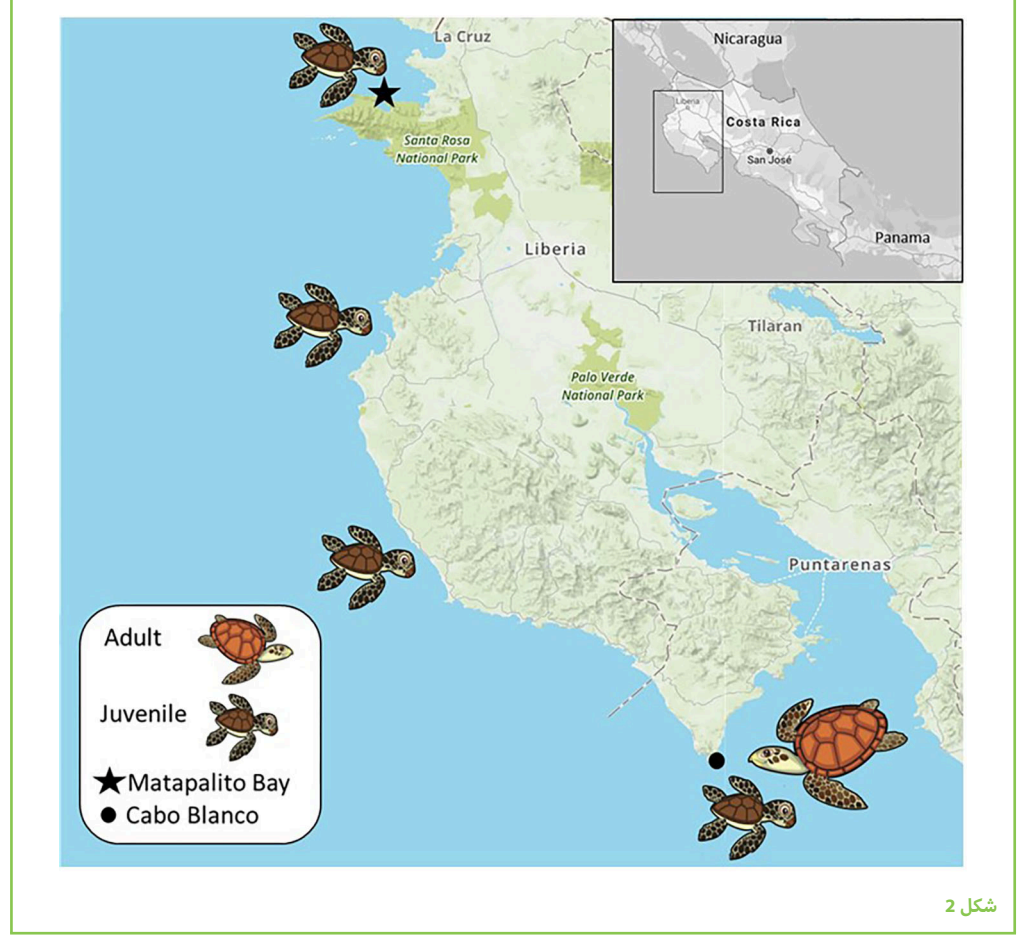 La Cruz
Santa Rosa
National Park
Liberia
Palo Verde
National Park
Tilaran
Puntarenas
Nicaragua
Liberia
Costa Rica
San José
Panama
Adult
Juvenile
Matapalito Bay
Cabo Blanco
شكل 2